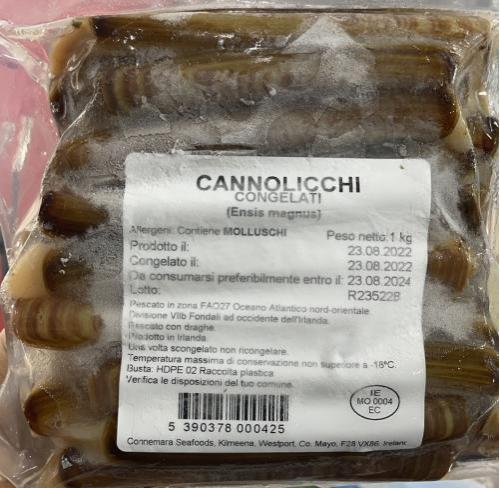 CANNOLICCHI
CONGELATI
(Ensis magnus)
Allergeni: Contiene MOLLUSCHI
Peso netto: 1 kg
Prodotto il: 23.08.2022
Congelato il: 23.08.2022
Da consumarsi preferibilmente entro il: 23.08.2024
Lotto: R23522B
Pescato in zona FAO27 Oceano Atlantico nord-orientale
Divisione VIIb Fondali ad occidente dell'Irlanda.
Pescato con draghe.
Prodotto in Irlanda.
Una volta scongelato non ricongelare.
Temperatura massima di conservazione non superiore a -18ºC.
Busta: HDPE 02 Raccolta plastica
Verifica le disposizioni del tuo comune.
IE
MO 0004
EC
5 390378 000425
Connemara Seafoods, Kilmeena, Westport, Co. Mayo, F28 VX86,